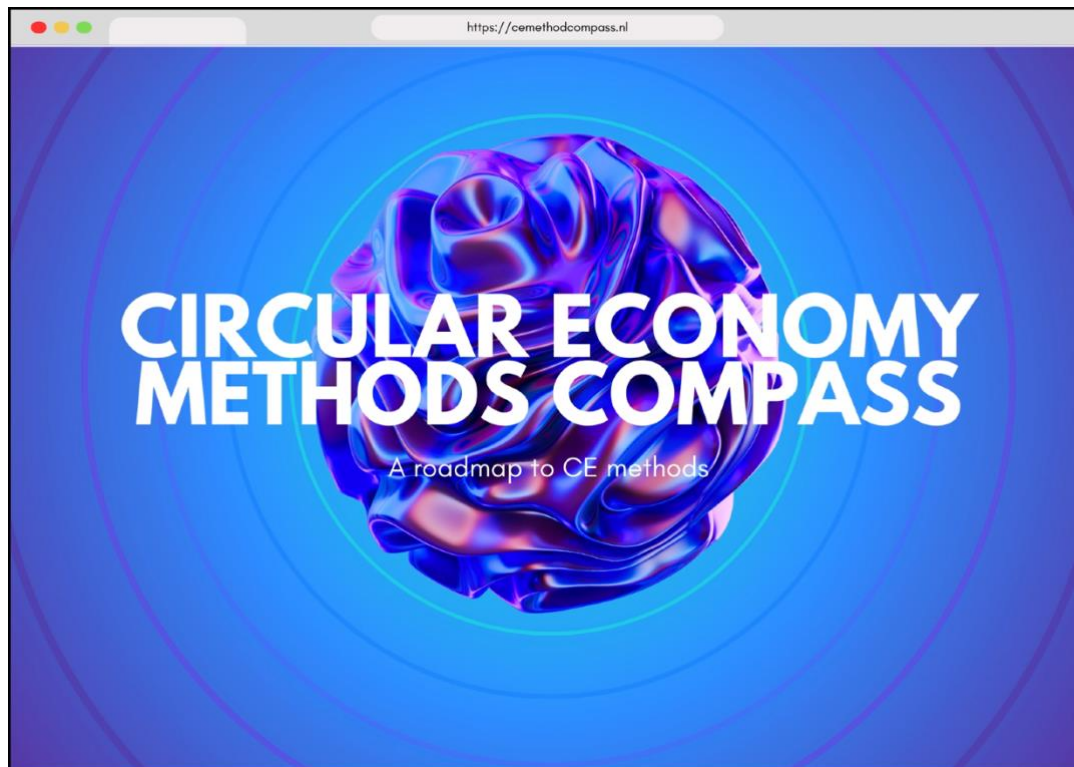 https://cemethodcompass.nl
CIRCULAR ECONOMY
METHODS COMPASS
A roadmap to CE methods